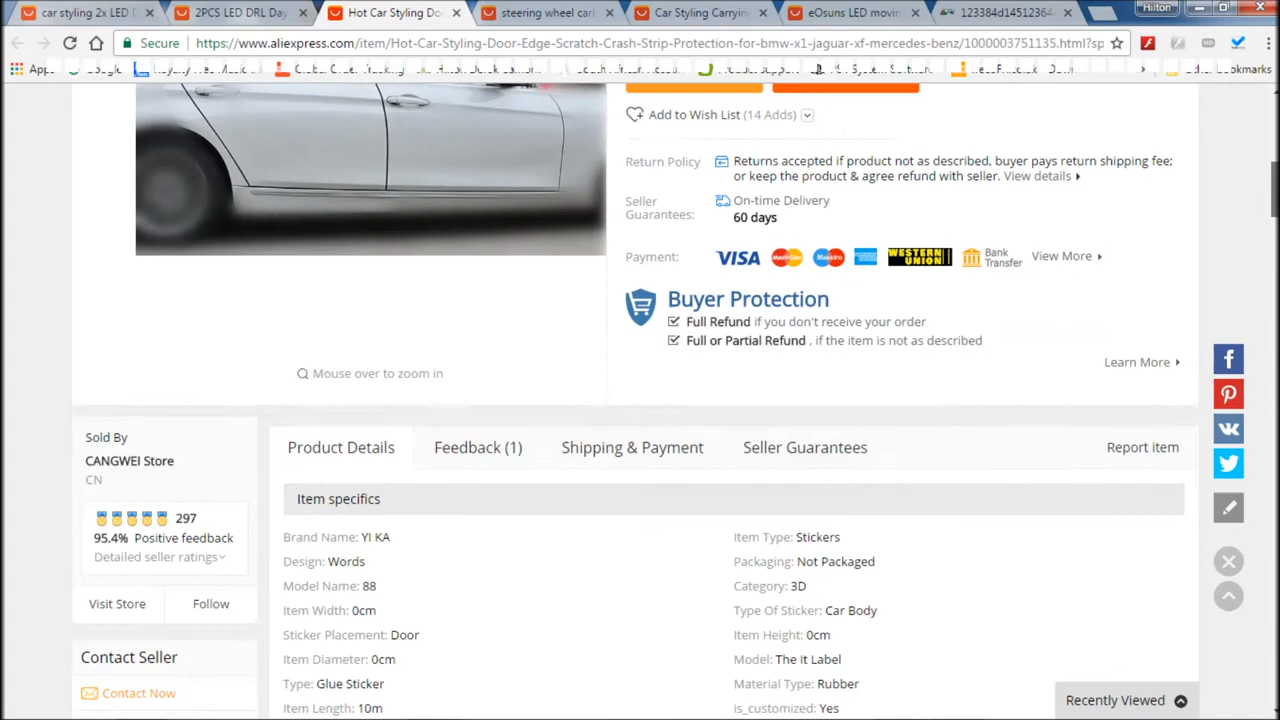 car styling 2x LED D
2PCS LED DRL Day
Hot Car Styling Do
steering wheel car
Car Styling Carrying
eOsuns LED movin
123384d14512364
Hilton
Secure
https://www.aliexpress.com/item/Hot-Car-Styling-Door-Edge-Scratch-Crash-Strip-Protection-for-bmw-x1-jaguar-xf-mercedes-benz/1000003751135.html?sp
Add to Wish List (14 Adds)
Return Policy
Returns accepted if product not as described, buyer pays return shipping fee;
or keep the product & agree refund with seller. View details
Seller
Guarantees:
On-time Delivery
60 days
Payment:
VISA
MasterCard
Maestro
WESTERN
UNION
Bank
Transfer
View More
Buyer Protection
Full Refund if you don't receive your order
Full or Partial Refund , if the item is not as described
Learn More
Mouse over to zoom in
Sold By
CANGWEI Store
CN
297
95.4% Positive feedback
Detailed seller ratings
Visit Store
Follow
Contact Seller
Contact Now
Product Details
Feedback (1)
Shipping & Payment
Seller Guarantees
Report item
Item specifics
Brand Name: YI KA
Item Type: Stickers
Design: Words
Packaging: Not Packaged
Model Name: 88
Category: 3D
Item Width: 0cm
Type Of Sticker: Car Body
Sticker Placement: Door
Item Height: 0cm
Item Diameter: 0cm
Model: The It Label
Type: Glue Sticker
Material Type: Rubber
Item Length: 10m
is_customized: Yes
Recently Viewed